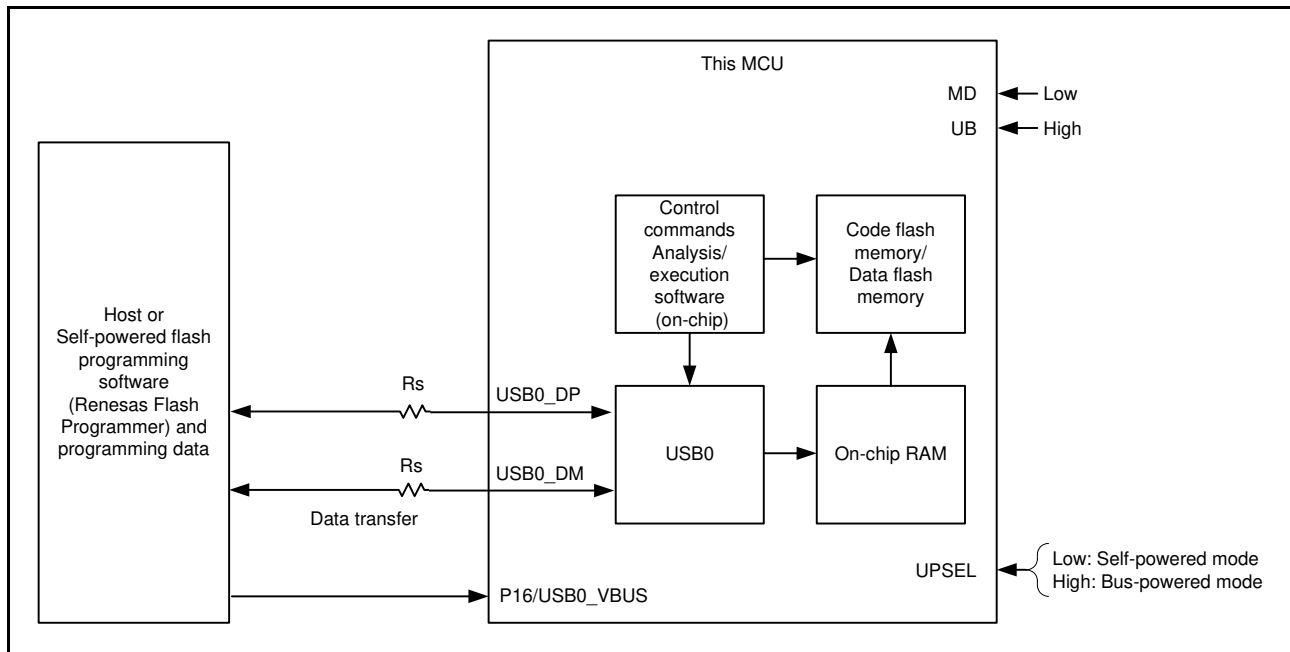 This MCU
MD
Low
UB
High
Host or
Self-powered flash
programming
software
(Renesas Flash
Programmer) and
programming data
Control
commands
Analysis/
execution
software
(on-chip)
Code flash
memory/
Data flash
memory
Rs
USB0_DP
USB0
On-chip RAM
Rs
USB0_DM
Data transfer
UPSEL
Low: Self-powered mode
High: Bus-powered mode
P16/USB0_VBUS